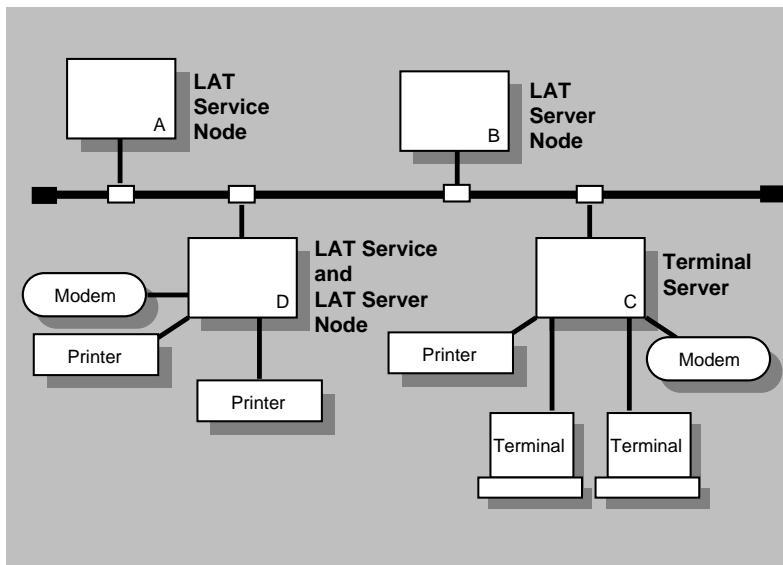 LAT
Service
Node
A
LAT
Server
Node
B
LAT Service
and
LAT Server
Node
D
Terminal
Server
C
Modem
Printer
Printer
Printer
Modem
Terminal
Terminal